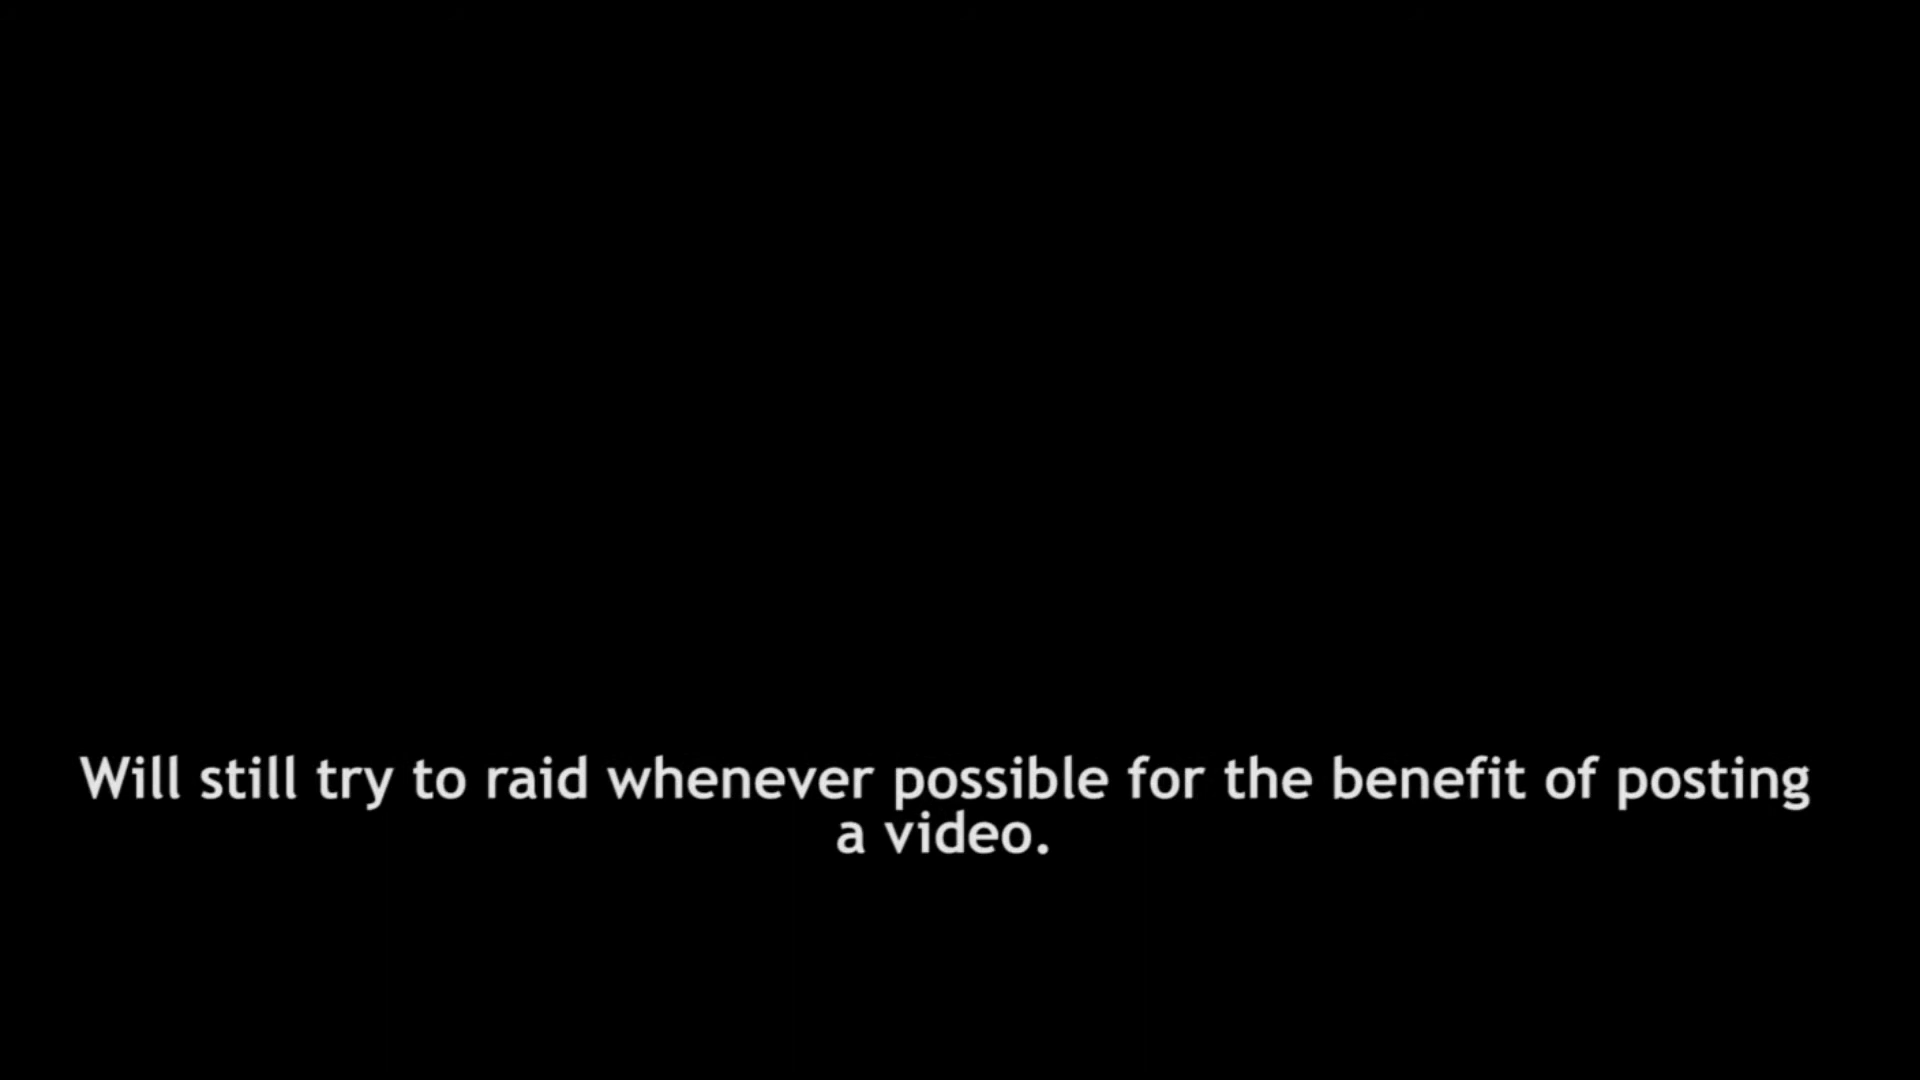 Will still try to raid whenever possible for the benefit of posting
a video.